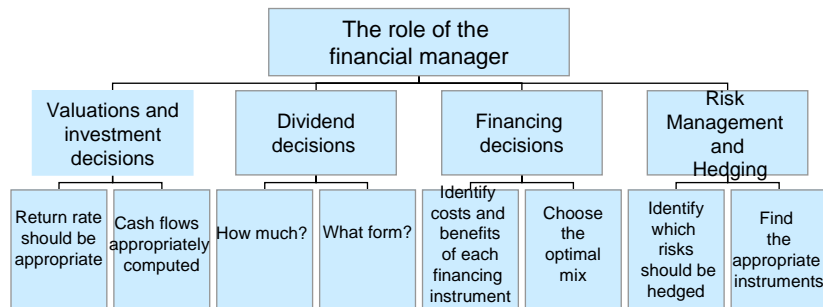 The role of the
financial manager
Valuations and
investment
decisions
Dividend
decisions
Financing
decisions
Risk
Management
and
Hedging
Return rate
should be
appropriate
Cash flows
appropriately
computed
How much?
What form?
Identify
costs and
benefits
of each
financing
instrument
Choose
the
optimal
mix
Identify
which
risks
should be
hedged
Find
the
appropriate
instruments